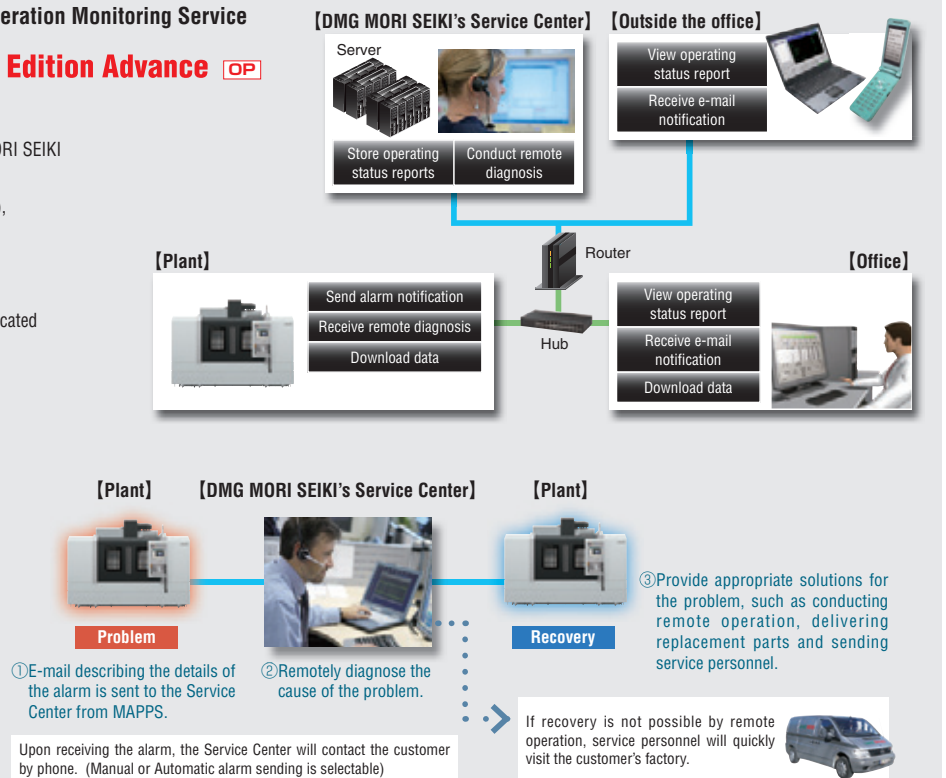 eration Monitoring Service
Edition Advance OP
RI SEIKI
,
cated
【DMG MORI SEIKI's Service Center】
Server
Store operating
status reports
Conduct remote
diagnosis
【Outside the office】
View operating
status report
Receive e-mail
notification
Router
Hub
【Plant】
Send alarm notification
Receive remote diagnosis
Download data
【Office】
View operating
status report
Receive e-mail
notification
Download data
【Plant】
Problem
①E-mail describing the details of
the alarm is sent to the Service
Center from MAPPS.
【DMG MORI SEIKI's Service Center】
②Remotely diagnose the
cause of the problem.
【Plant】
Recovery
③Provide appropriate solutions for
the problem, such as conducting
remote operation, delivering
replacement parts and sending
service personnel.
Upon receiving the alarm, the Service Center will contact the customer
by phone. (Manual or Automatic alarm sending is selectable)
If recovery is not possible by remote
operation, service personnel will quickly
visit the customer's factory.